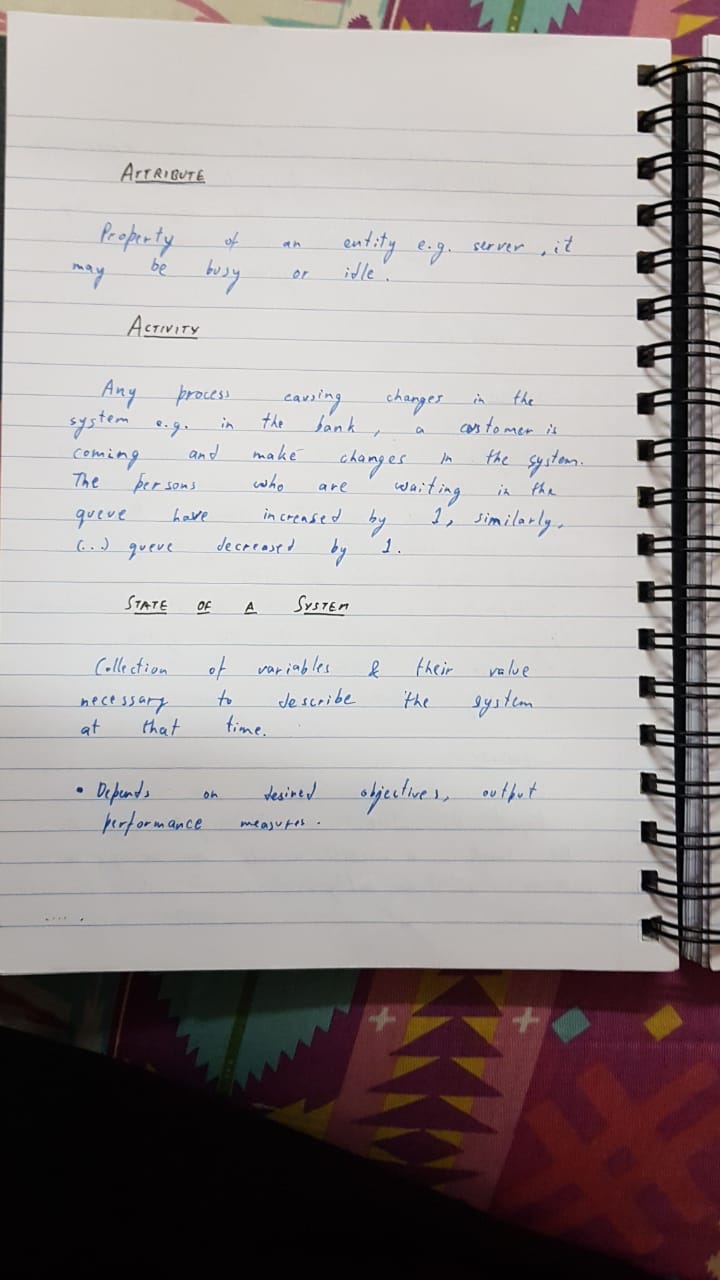 ATTRIBUTE
Property of an entity e.g. server, it
may be busy or idle.
ACTIVITY
Any process causing changes in the
system e.g. in the bank, a customer is
coming and make changes in the system.
The persons who are waiting in the
queue have increased by 1, similarly,
(...) queue decreased by 1.
STATE OF A SYSTEM
Collection of variables & their value
necessary to describe the system
at that time.
• Depends on desired objectives, output
performance measures.